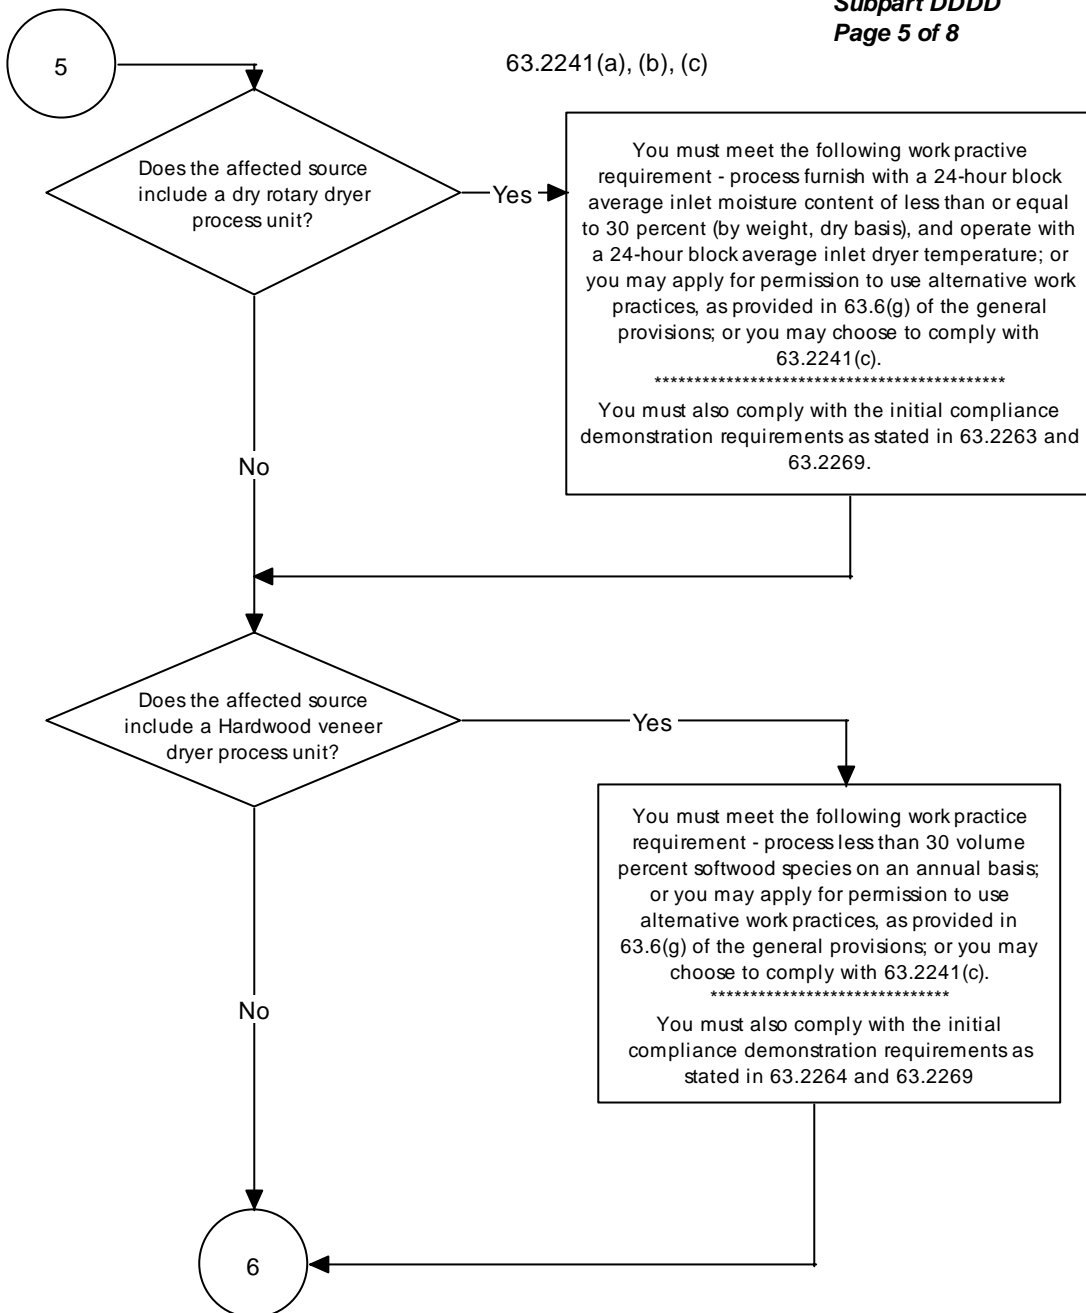 Subpart DDDD
Page 5 of 8
5
63.2241(a), (b), (c)
Does the affected source
include a dry rotary dryer
process unit?
Yes
You must meet the following work practive
requirement - process furnish with a 24-hour block
average inlet moisture content of less than or equal
to 30 percent (by weight, dry basis), and operate with
a 24-hour block average inlet dryer temperature; or
you may apply for permission to use alternative work
practices, as provided in 63.6(g) of the general
provisions; or you may choose to comply with
63.2241(c).
********************************************
You must also comply with the initial compliance
demonstration requirements as stated in 63.2263 and
63.2269.
No
Does the affected source
include a Hardwood veneer
dryer process unit?
Yes
You must meet the following work practice
requirement - process less than 30 volume
percent softwood species on an annual basis;
or you may apply for permission to use
alternative work practices, as provided in
63.6(g) of the general provisions; or you may
choose to comply with 63.2241(c).
******************************
You must also comply with the initial
compliance demonstration requirements as
stated in 63.2264 and 63.2269
No
6